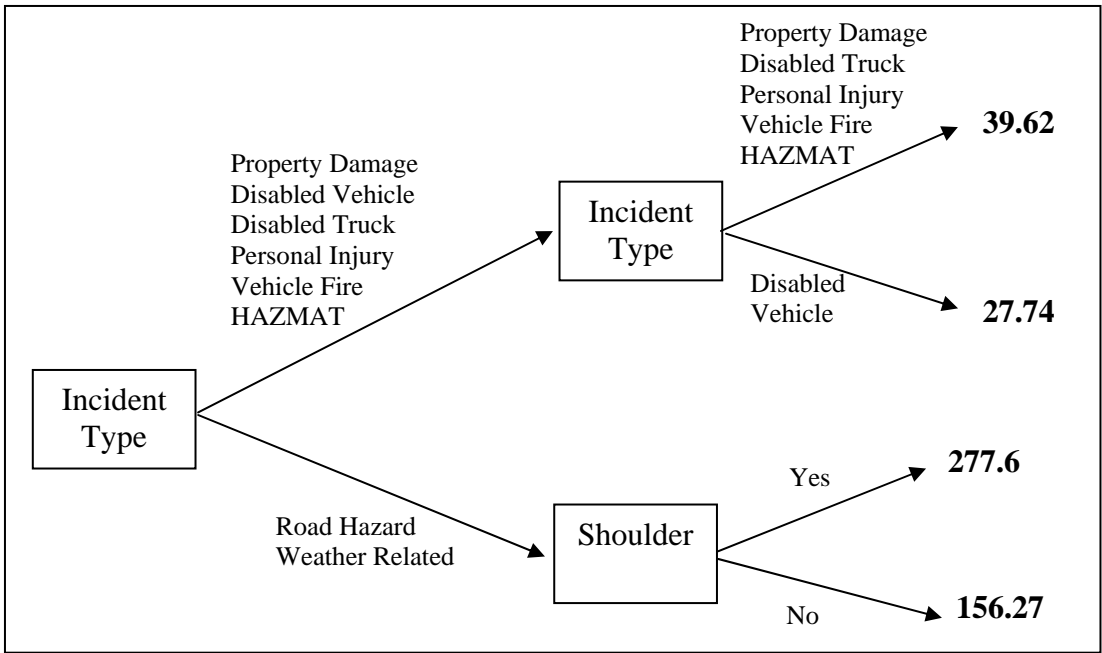 Property Damage
Disabled Truck
Personal Injury
Vehicle Fire
HAZMAT
39.62
Property Damage
Disabled Vehicle
Disabled Truck
Personal Injury
Vehicle Fire
HAZMAT
Incident
Type
Disabled
Vehicle
27.74
Incident
Type
Road Hazard
Weather Related
Shoulder
Yes
277.6
No
156.27